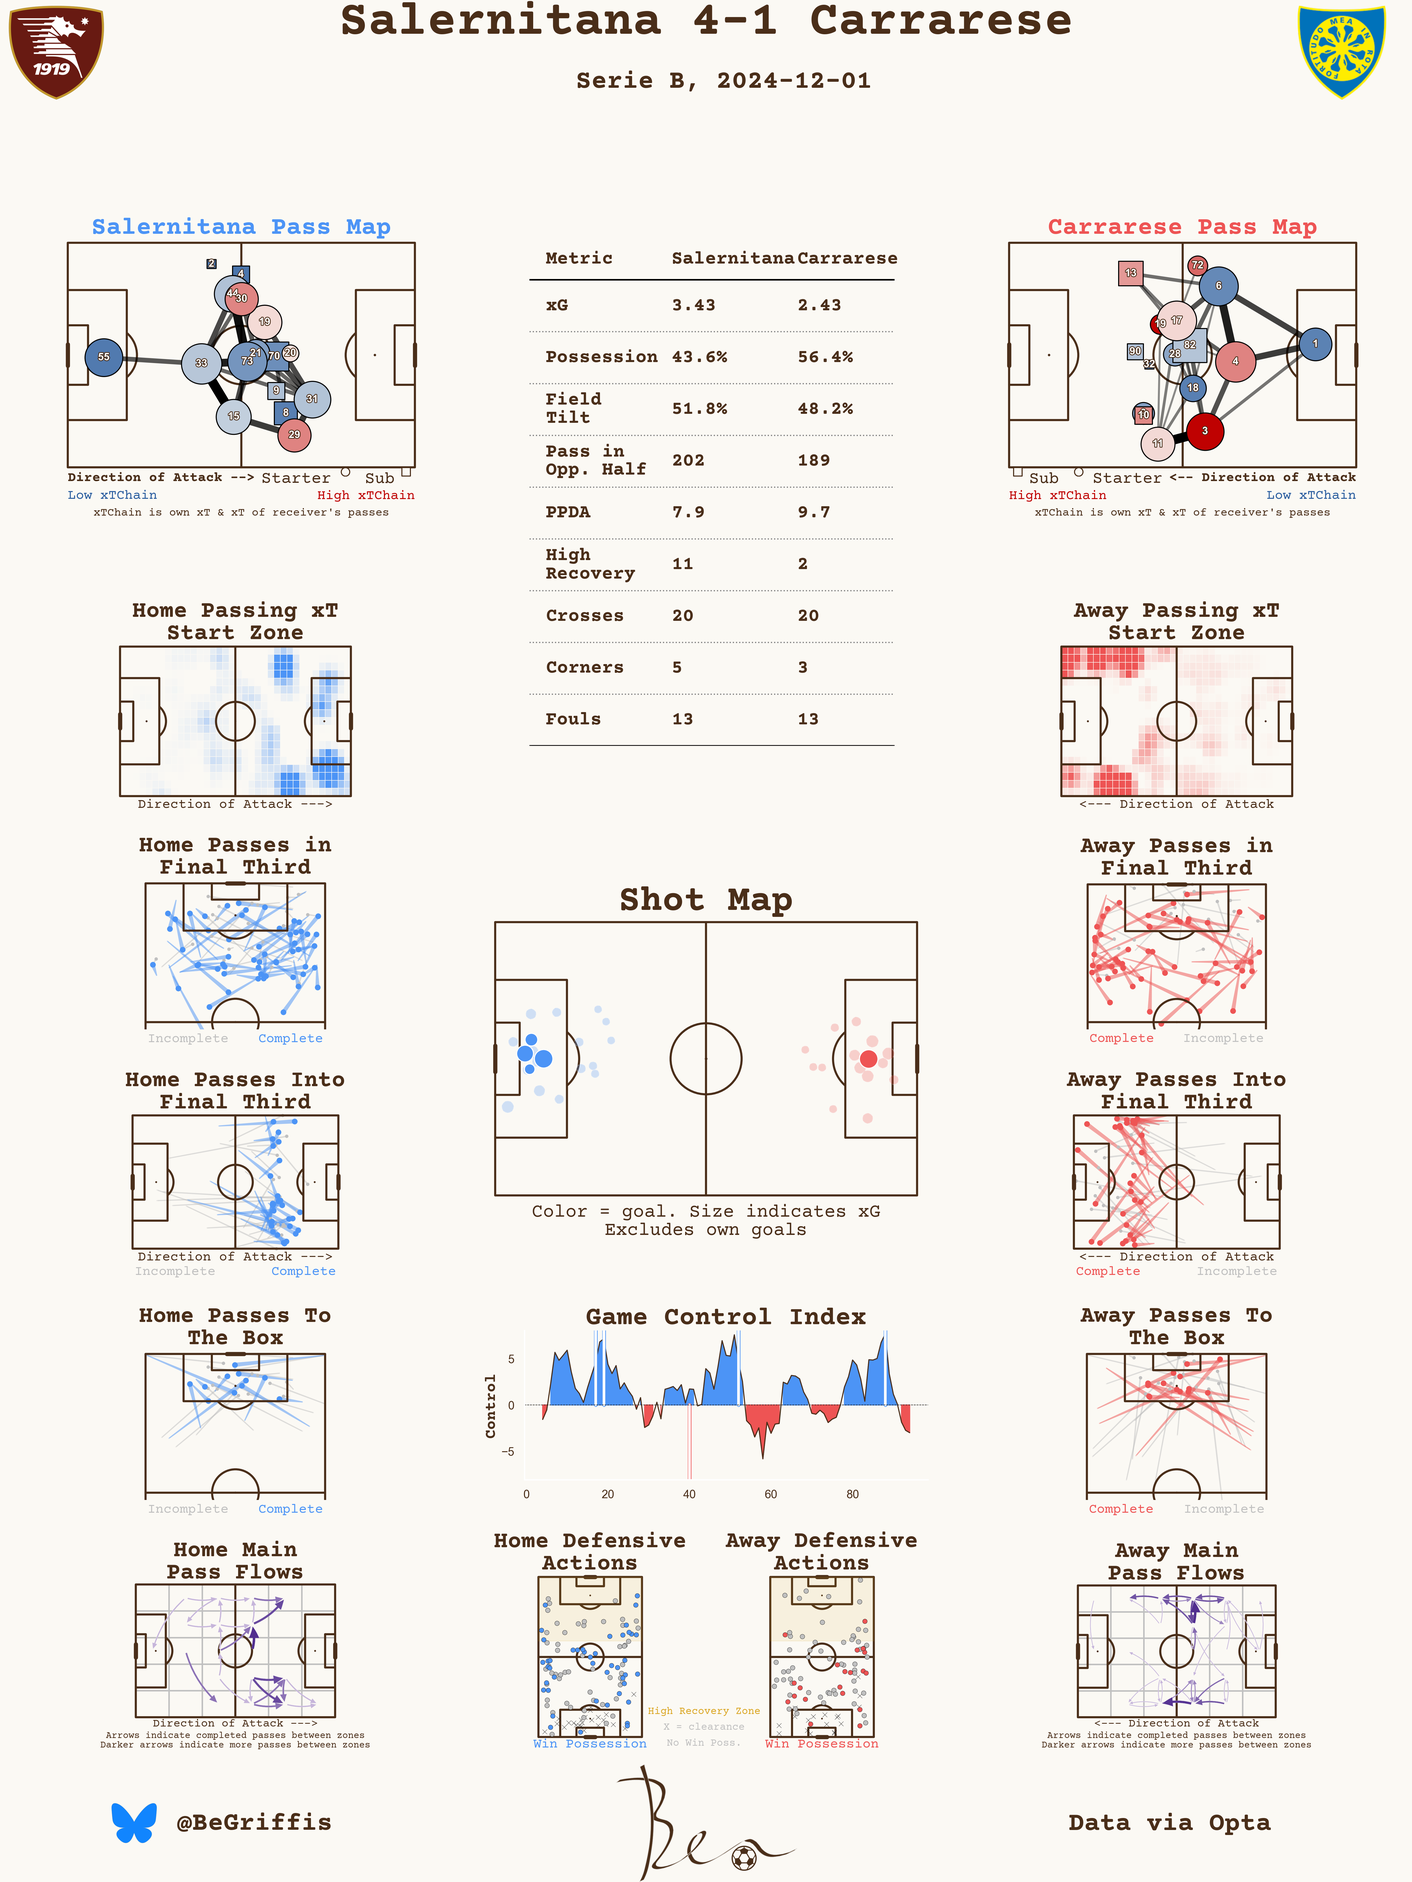 Salernitana 4-1 Carrarese
Serie B, 2024-12-01
1919
FORTITUDO MEA IN ROTA
Salernitana Pass Map
2
4
44
30
19
55
33
21
73
70
20
9
31
15
8
29
Direction of Attack --> Starter Sub
Low xTChain High xTChain
xTChain is own xT & xT of receiver's passes
Metric Salernitana Carrarese
xG 3.43 2.43
Possession 43.6% 56.4%
Field
Tilt 51.8% 48.2%
Pass in
Opp. Half 202 189
PPDA 7.9 9.7
High
Recovery 11 2
Crosses 20 20
Corners 5 3
Fouls 13 13
Carrarese Pass Map
13
72
6
17
19
82
90
28
32
4
1
18
10
11
3
Sub Starter <-- Direction of Attack
High xTChain Low xTChain
xTChain is own xT & xT of receiver's passes
Home Passing xT
Start Zone
Direction of Attack --->
Away Passing xT
Start Zone
<--- Direction of Attack
Home Passes in
Final Third
Incomplete Complete
Away Passes in
Final Third
Complete Incomplete
Shot Map
Color = goal. Size indicates xG
Excludes own goals
Home Passes Into
Final Third
Direction of Attack --->
Incomplete Complete
Away Passes Into
Final Third
<--- Direction of Attack
Complete Incomplete
Home Passes To
The Box
Incomplete Complete
Game Control Index
Control
5
0
−5
0 20 40 60 80
Away Passes To
The Box
Complete Incomplete
Home Main
Pass Flows
Direction of Attack --->
Arrows indicate completed passes between zones
Darker arrows indicate more passes between zones
Home Defensive
Actions
Win Possession
Away Defensive
Actions
Win Possession
High Recovery Zone
X = clearance
No Win Poss.
Away Main
Pass Flows
<--- Direction of Attack
Arrows indicate completed passes between zones
Darker arrows indicate more passes between zones
@BeGriffis
Ben
Data via Opta